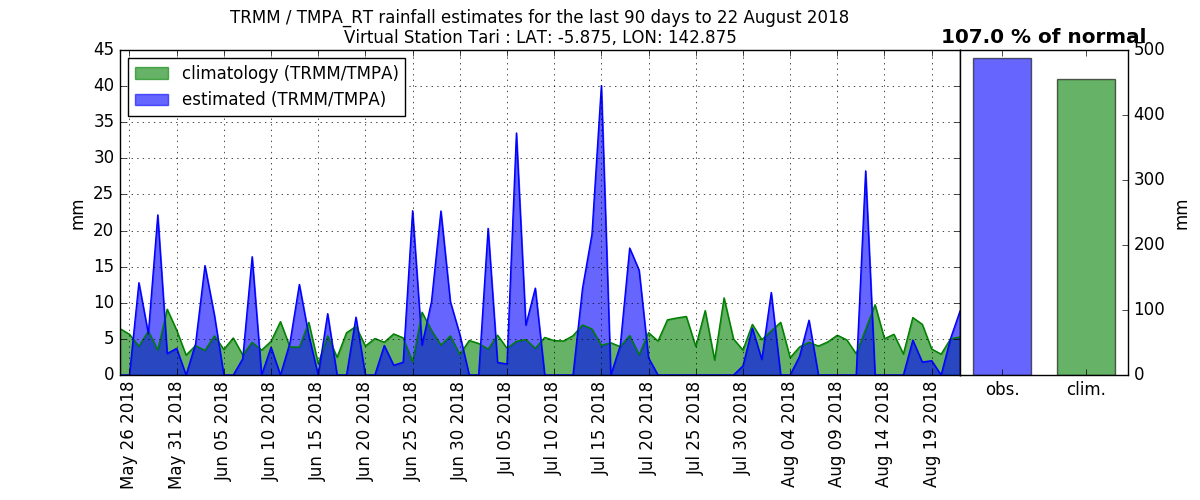 TRMM / TMPA_RT rainfall estimates for the last 90 days to 22 August 2018
Virtual Station Tari : LAT: -5.875, LON: 142.875
107.0 % of normal
climatology (TRMM/TMPA)
estimated (TRMM/TMPA)
mm
45
40
35
30
25
20
15
10
5
0
May 26 2018
May 31 2018
Jun 05 2018
Jun 10 2018
Jun 15 2018
Jun 20 2018
Jun 25 2018
Jun 30 2018
Jul 05 2018
Jul 10 2018
Jul 15 2018
Jul 20 2018
Jul 25 2018
Jul 30 2018
Aug 04 2018
Aug 09 2018
Aug 14 2018
Aug 19 2018
500
400
300
200
100
0
mm
obs.
clim.